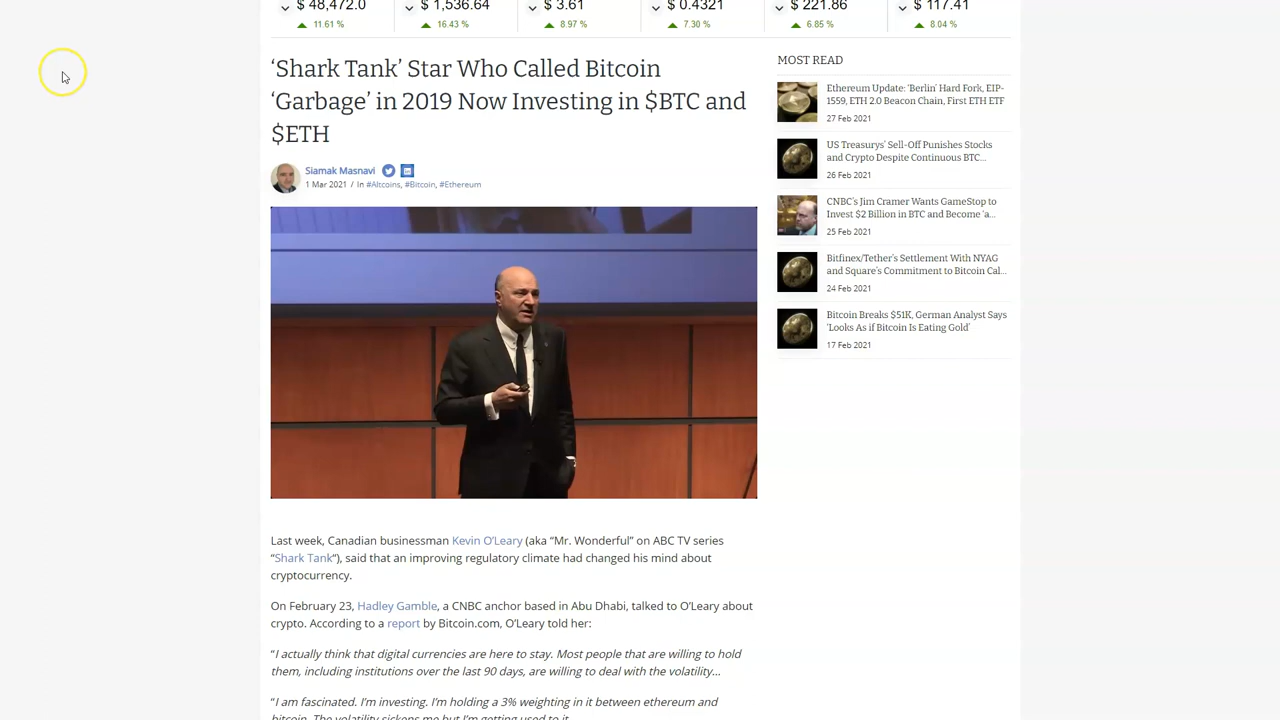 $ 48,472.0
$ 1,536.64
$ 3.61
$ 0.4321
$ 221.86
$ 117.41
11.61 %
16.43 %
8.97 %
7.30 %
6.85 %
8.04 %
‘Shark Tank’ Star Who Called Bitcoin
‘Garbage’ in 2019 Now Investing in $BTC and
$ETH
Siamak Masnavi
1 Mar 2021 / In #Altcoins, #Bitcoin, #Ethereum
Last week, Canadian businessman Kevin O’Leary (aka “Mr. Wonderful” on ABC TV series
“Shark Tank“), said that an improving regulatory climate had changed his mind about
cryptocurrency.
On February 23, Hadley Gamble, a CNBC anchor based in Abu Dhabi, talked to O’Leary about
crypto. According to a report by Bitcoin.com, O’Leary told her:
“I actually think that digital currencies are here to stay. Most people that are willing to hold
them, including institutions over the last 90 days, are willing to deal with the volatility…
“I am fascinated. I’m investing. I’m holding a 3% weighting in it between ethereum and
bitcoin. The volatility sickens me but I’m getting used to it
MOST READ
Ethereum Update: ‘Berlin’ Hard Fork, EIP-
1559, ETH 2.0 Beacon Chain, First ETH ETF
27 Feb 2021
US Treasurys’ Sell-Off Punishes Stocks
and Crypto Despite Continuous BTC…
26 Feb 2021
CNBC’s Jim Cramer Wants GameStop to
Invest $2 Billion in BTC and Become ‘a…
25 Feb 2021
Bitfinex/Tether’s Settlement With NYAG
and Square’s Commitment to Bitcoin Cal…
24 Feb 2021
Bitcoin Breaks $51K, German Analyst Says
‘Looks As if Bitcoin Is Eating Gold’
17 Feb 2021